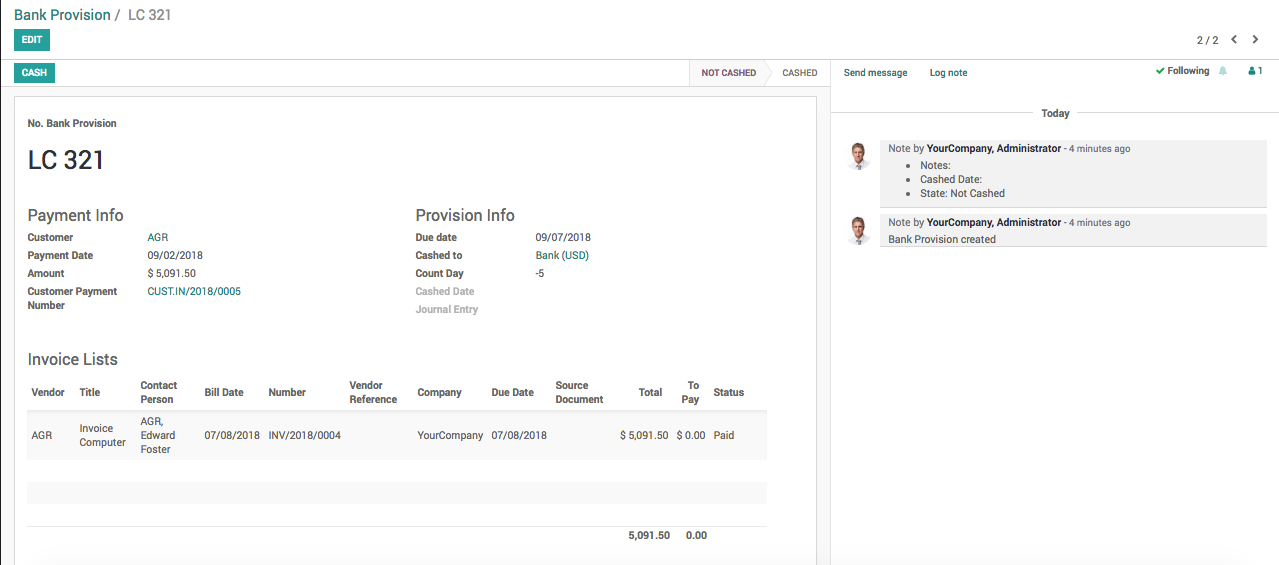 Bank Provision / LC 321
EDIT
2 / 2
CASH
NOT CASHED
CASHED
Send message
Log note
Following
1
No. Bank Provision
LC 321
Payment Info
Customer AGR
Payment Date 09/02/2018
Amount $ 5,091.50
Customer Payment CUST.IN/2018/0005
Number
Provision Info
Due date 09/07/2018
Cashed to Bank (USD)
Count Day -5
Cashed Date
Journal Entry
Invoice Lists
Vendor Title Contact Person Bill Date Number Vendor Reference Company Due Date Source Document Total To Pay Status
AGR Invoice Computer AGR, Edward Foster 07/08/2018 INV/2018/0004 YourCompany 07/08/2018 $ 5,091.50 $ 0.00 Paid
5,091.50 0.00
Today
Note by YourCompany, Administrator - 4 minutes ago
Notes:
Cashed Date:
State: Not Cashed
Note by YourCompany, Administrator - 4 minutes ago
Bank Provision created